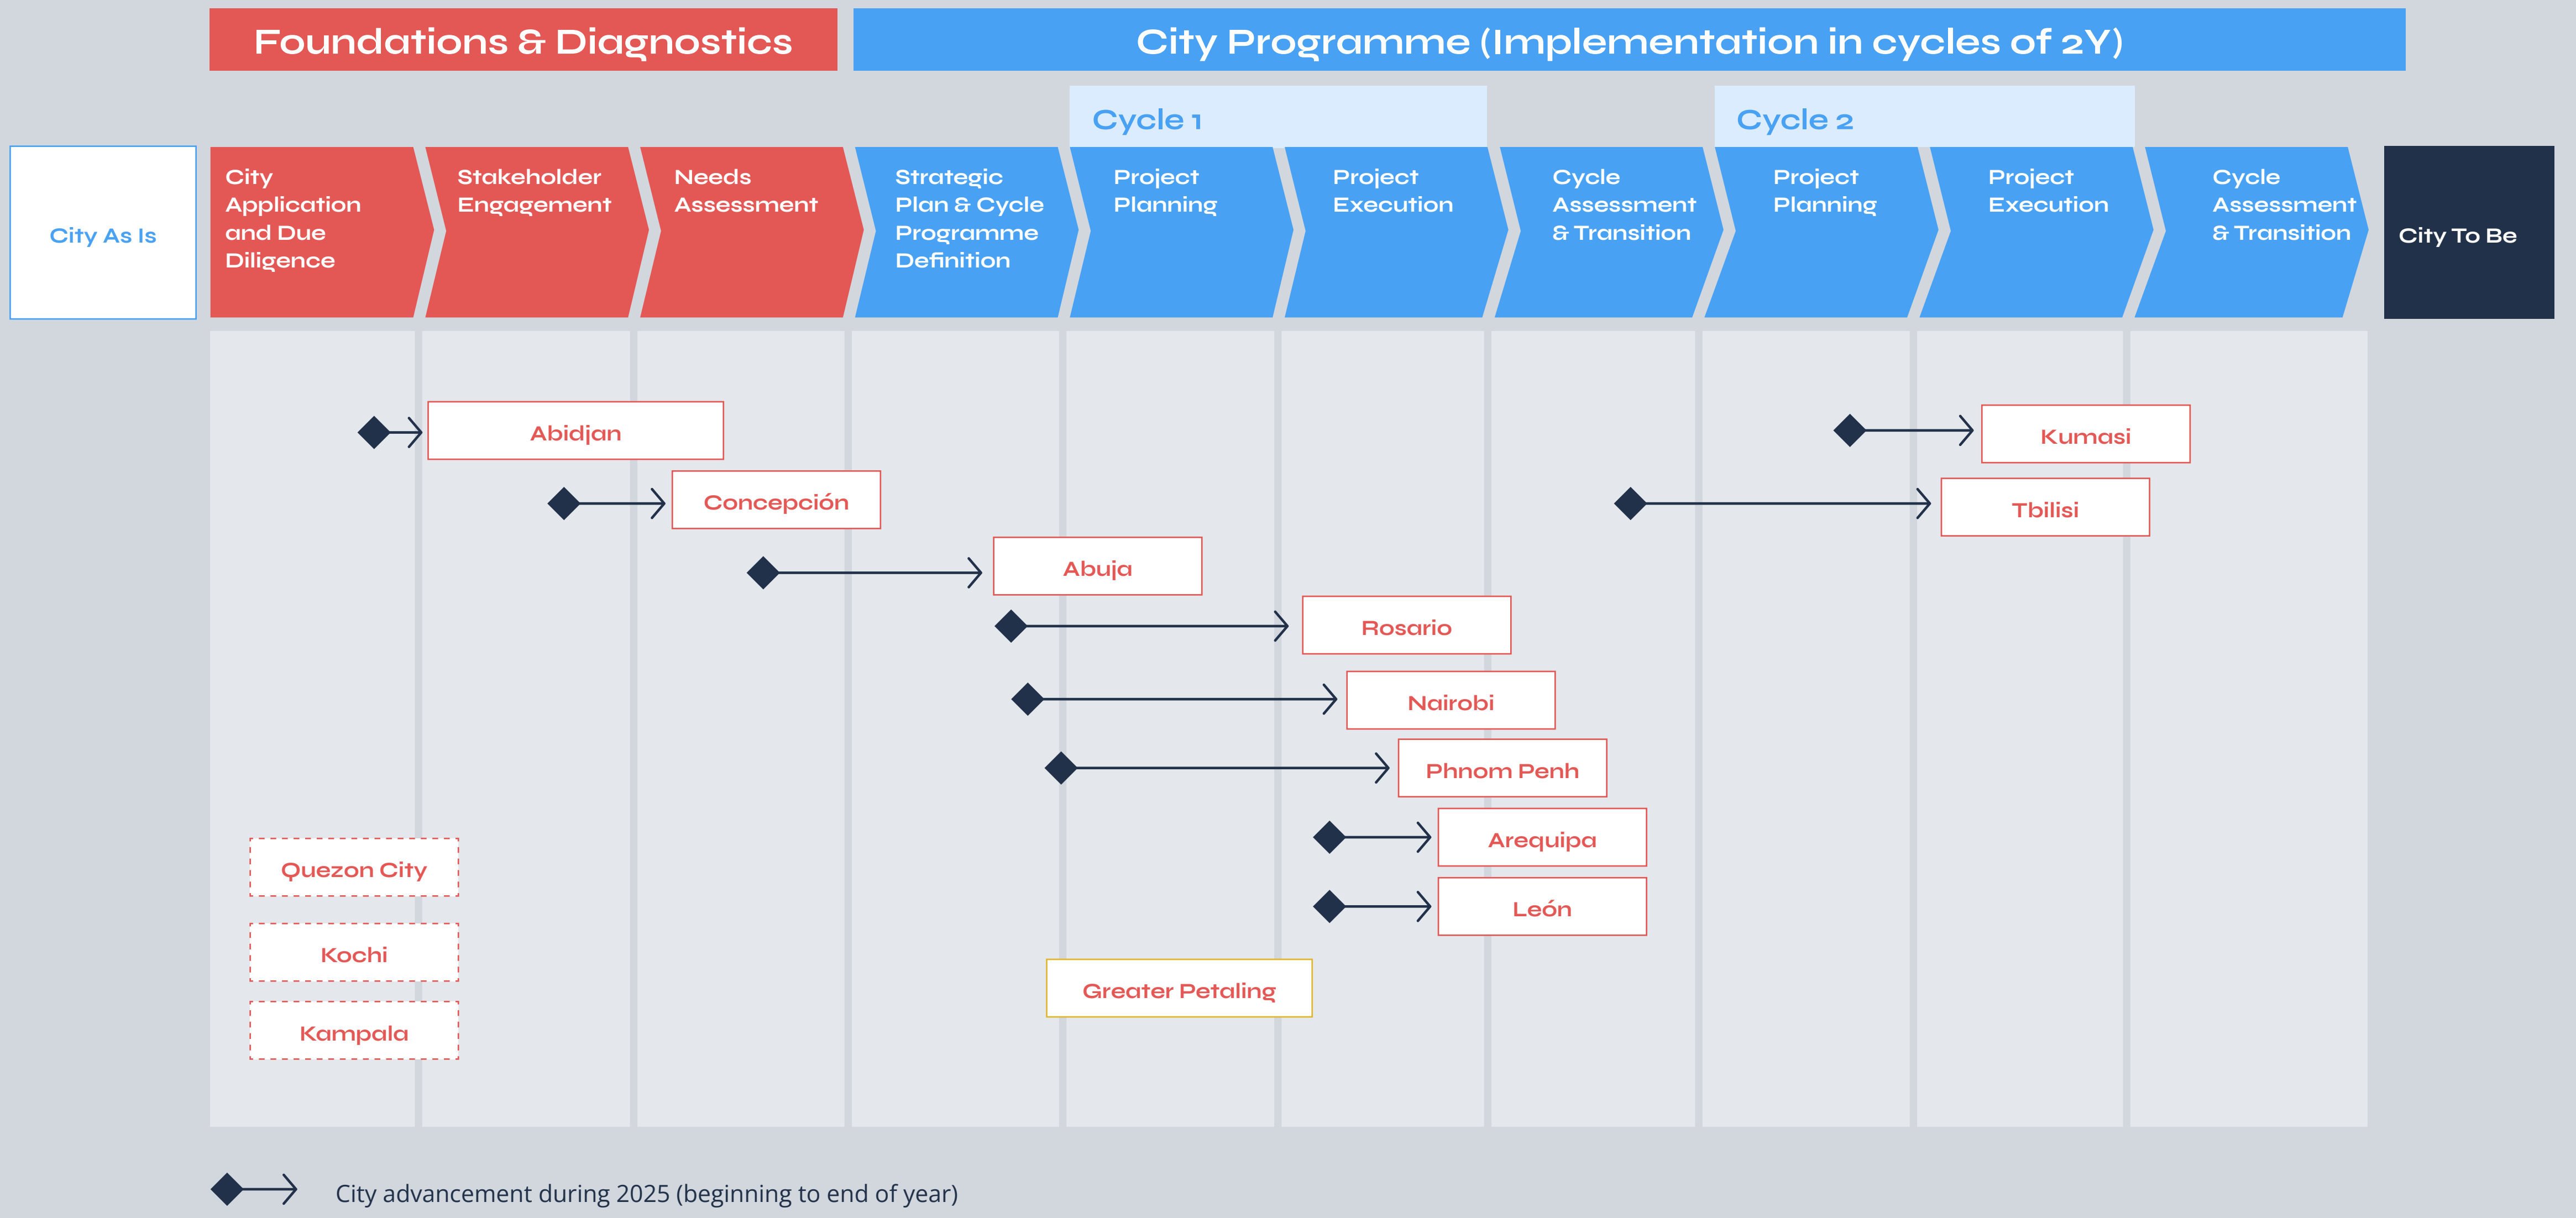 Foundations & Diagnostics
City Programme (Implementation in cycles of 2Y)
Cycle 1
Cycle 2
City As Is
City
Application
and Due
Diligence
Stakeholder
Engagement
Needs
Assessment
Strategic
Plan & Cycle
Programme
Definition
Project
Planning
Project
Execution
Cycle
Assessment
& Transition
Project
Planning
Project
Execution
Cycle
Assessment
& Transition
City To Be
Abidjan
Kumasi
Concepción
Tbilisi
Abuja
Rosario
Nairobi
Phnom Penh
Arequipa
Quezon City
León
Kochi
Greater Petaling
Kampala
City advancement during 2025 (beginning to end of year)